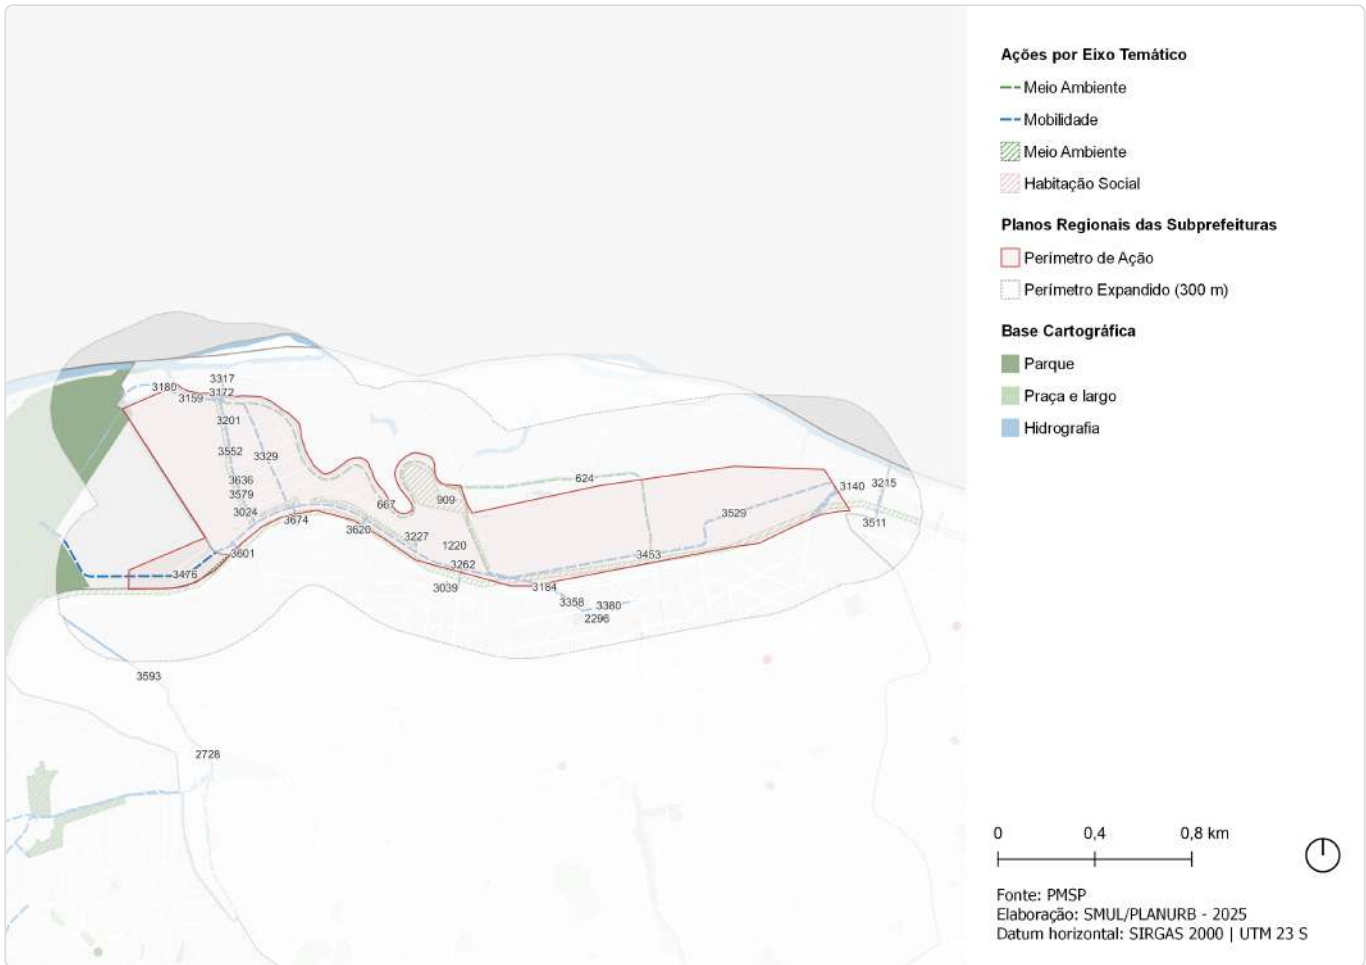 Ações por Eixo Temático
Meio Ambiente
Mobilidade
Meio Ambiente
Habitação Social
Planos Regionais das Subprefeituras
Perímetro de Ação
Perímetro Expandido (300 m)
Base Cartográfica
Parque
Praça e largo
Hidrografia
3317
3180
3172
3159
3201
3552
3329
3636
3579
3024
3674
3601
3476
3620
667
909
624
3227
1220
3262
3039
3184
3453
3529
3140
3215
3511
3358
3380
2296
3593
2728
0 0,4 0,8 km
Fonte: PMSP
Elaboração: SMUL/PLANURB - 2025
Datum horizontal: SIRGAS 2000 | UTM 23 S